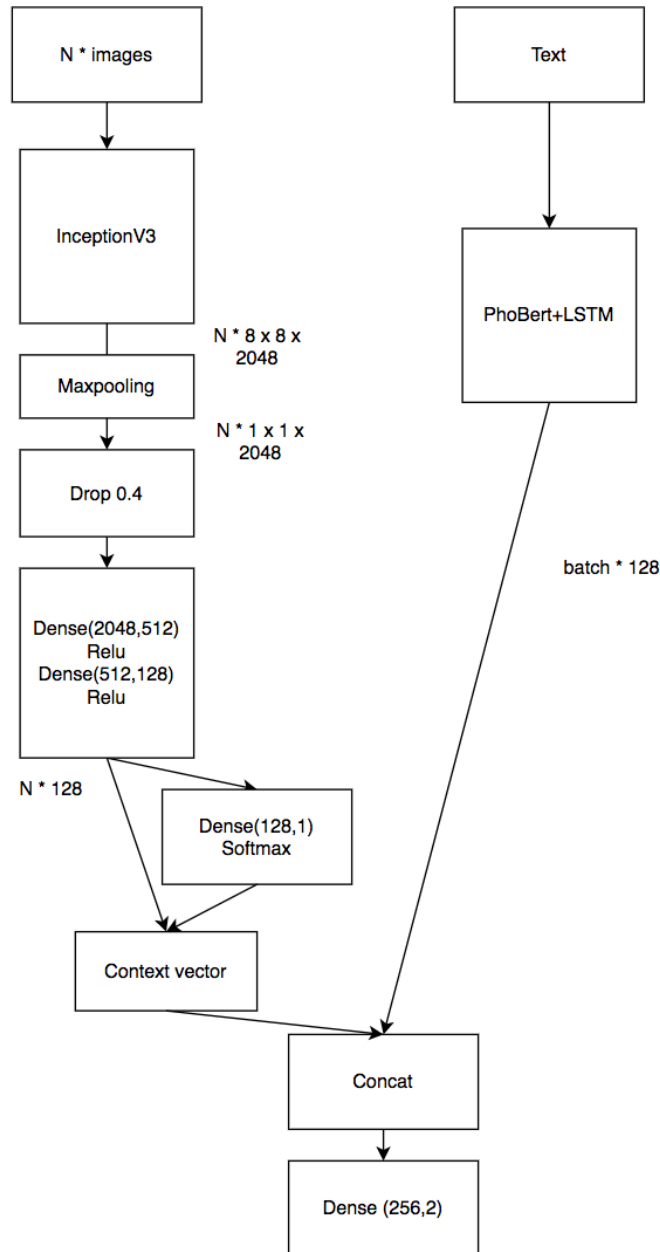 N * images
Text
InceptionV3
PhoBert+LSTM
N * 8 x 8 x
2048
Maxpooling
N * 1 x 1 x
2048
Drop 0.4
batch * 128
Dense(2048,512)
Relu
Dense(512,128)
Relu
N * 128
Dense(128,1)
Softmax
Context vector
Concat
Dense (256,2)